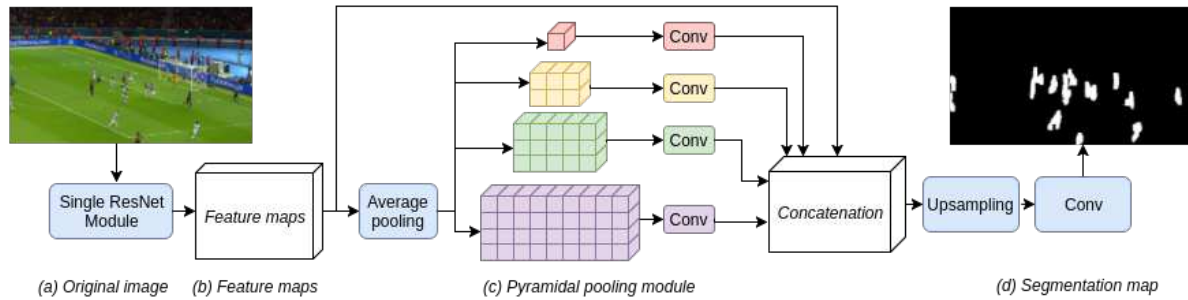 Single ResNet
Module
Feature maps
Average
pooling
Conv
Conv
Conv
Conv
Concatenation
Upsampling
Conv
(a) Original image
(b) Feature maps
(c) Pyramidal pooling module
(d) Segmentation map